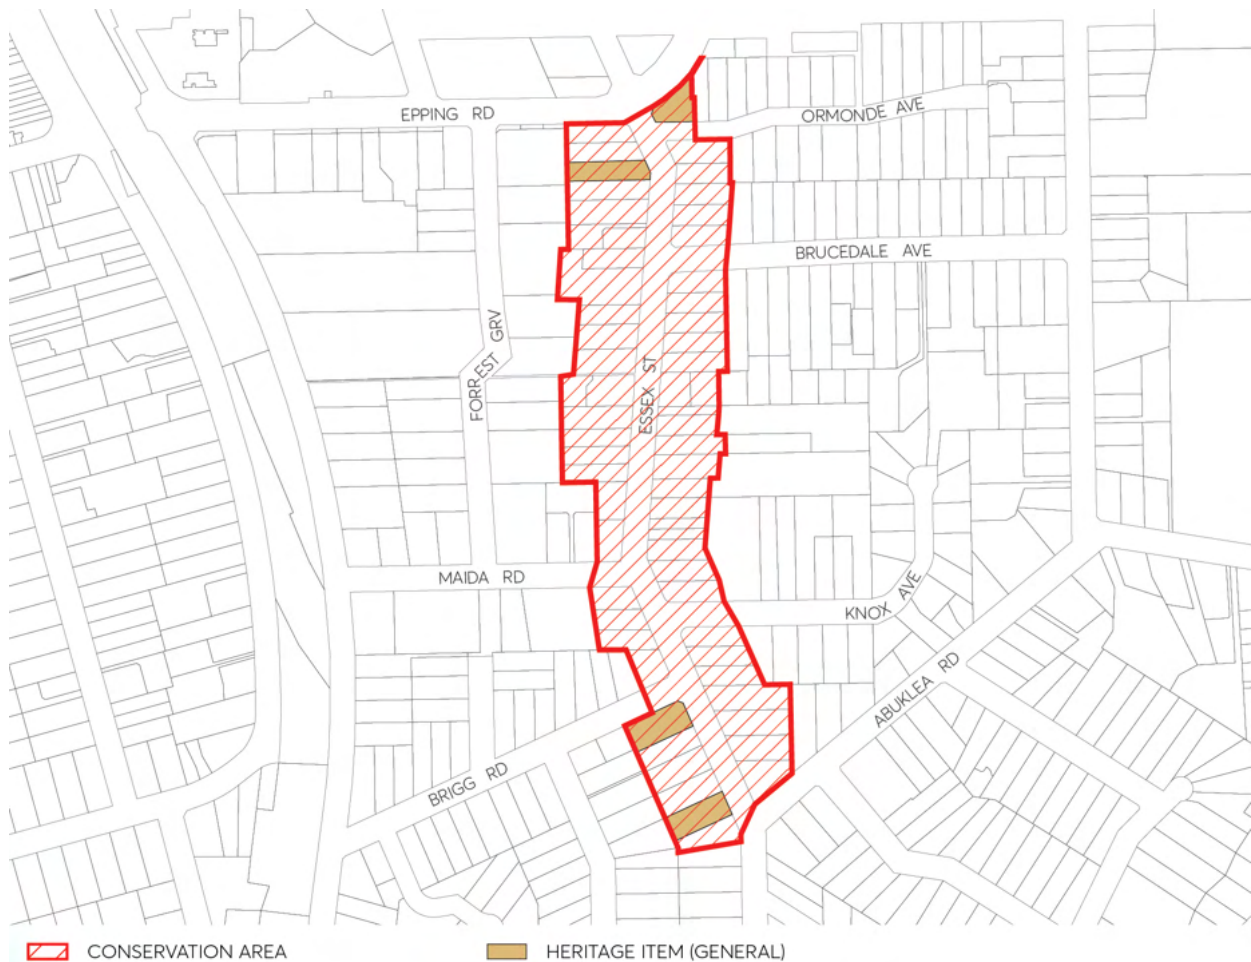 EPPING RD
ORMONDE AVE
BRUCEDALE AVE
FORREST GRV
ESSEX ST
MAIDA RD
KNOX AVE
ABUKLEA RD
BRIGG RD
CONSERVATION AREA
HERITAGE ITEM (GENERAL)